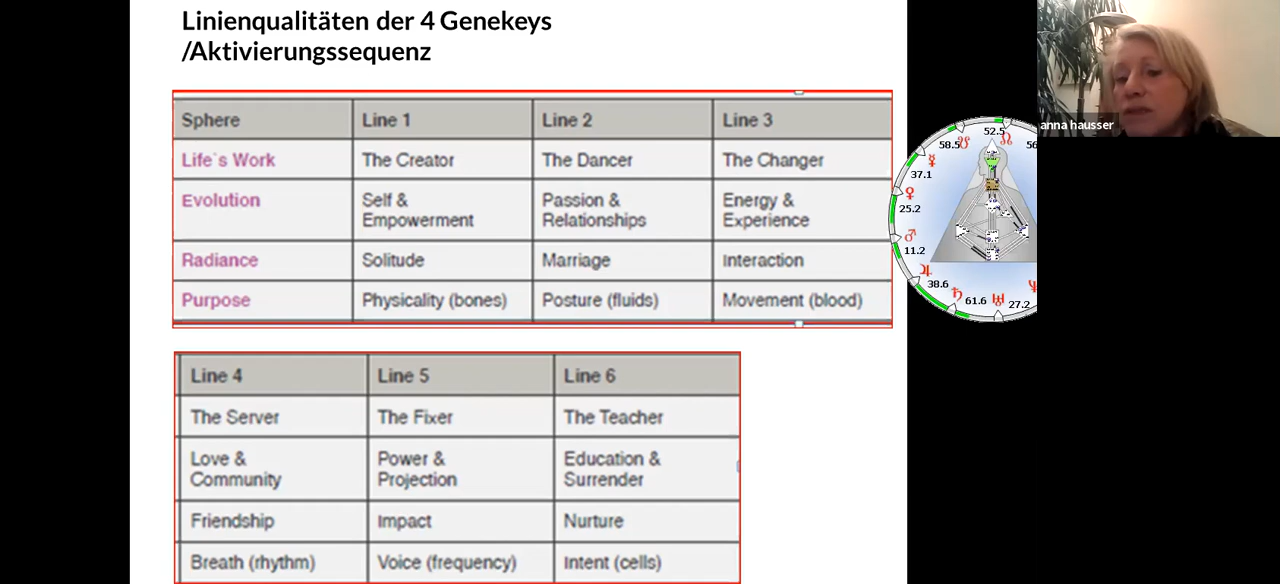 Linienqualitäten der 4 Genekeys
/Aktivierungssequenz
Sphere Line 1 Line 2 Line 3
Life`s Work The Creator The Dancer The Changer
Evolution Self & Passion & Energy &
Empowerment Relationships Experience
Radiance Solitude Marriage Interaction
Purpose Physicality (bones) Posture (fluids) Movement (blood)
Line 4 Line 5 Line 6
The Server The Fixer The Teacher
Love & Power & Education &
Community Projection Surrender
Friendship Impact Nurture
Breath (rhythm) Voice (frequency) Intent (cells)
anna hausser
52.5
58.5 56
37.1
25.2
11.2
38.6
61.6 27.2